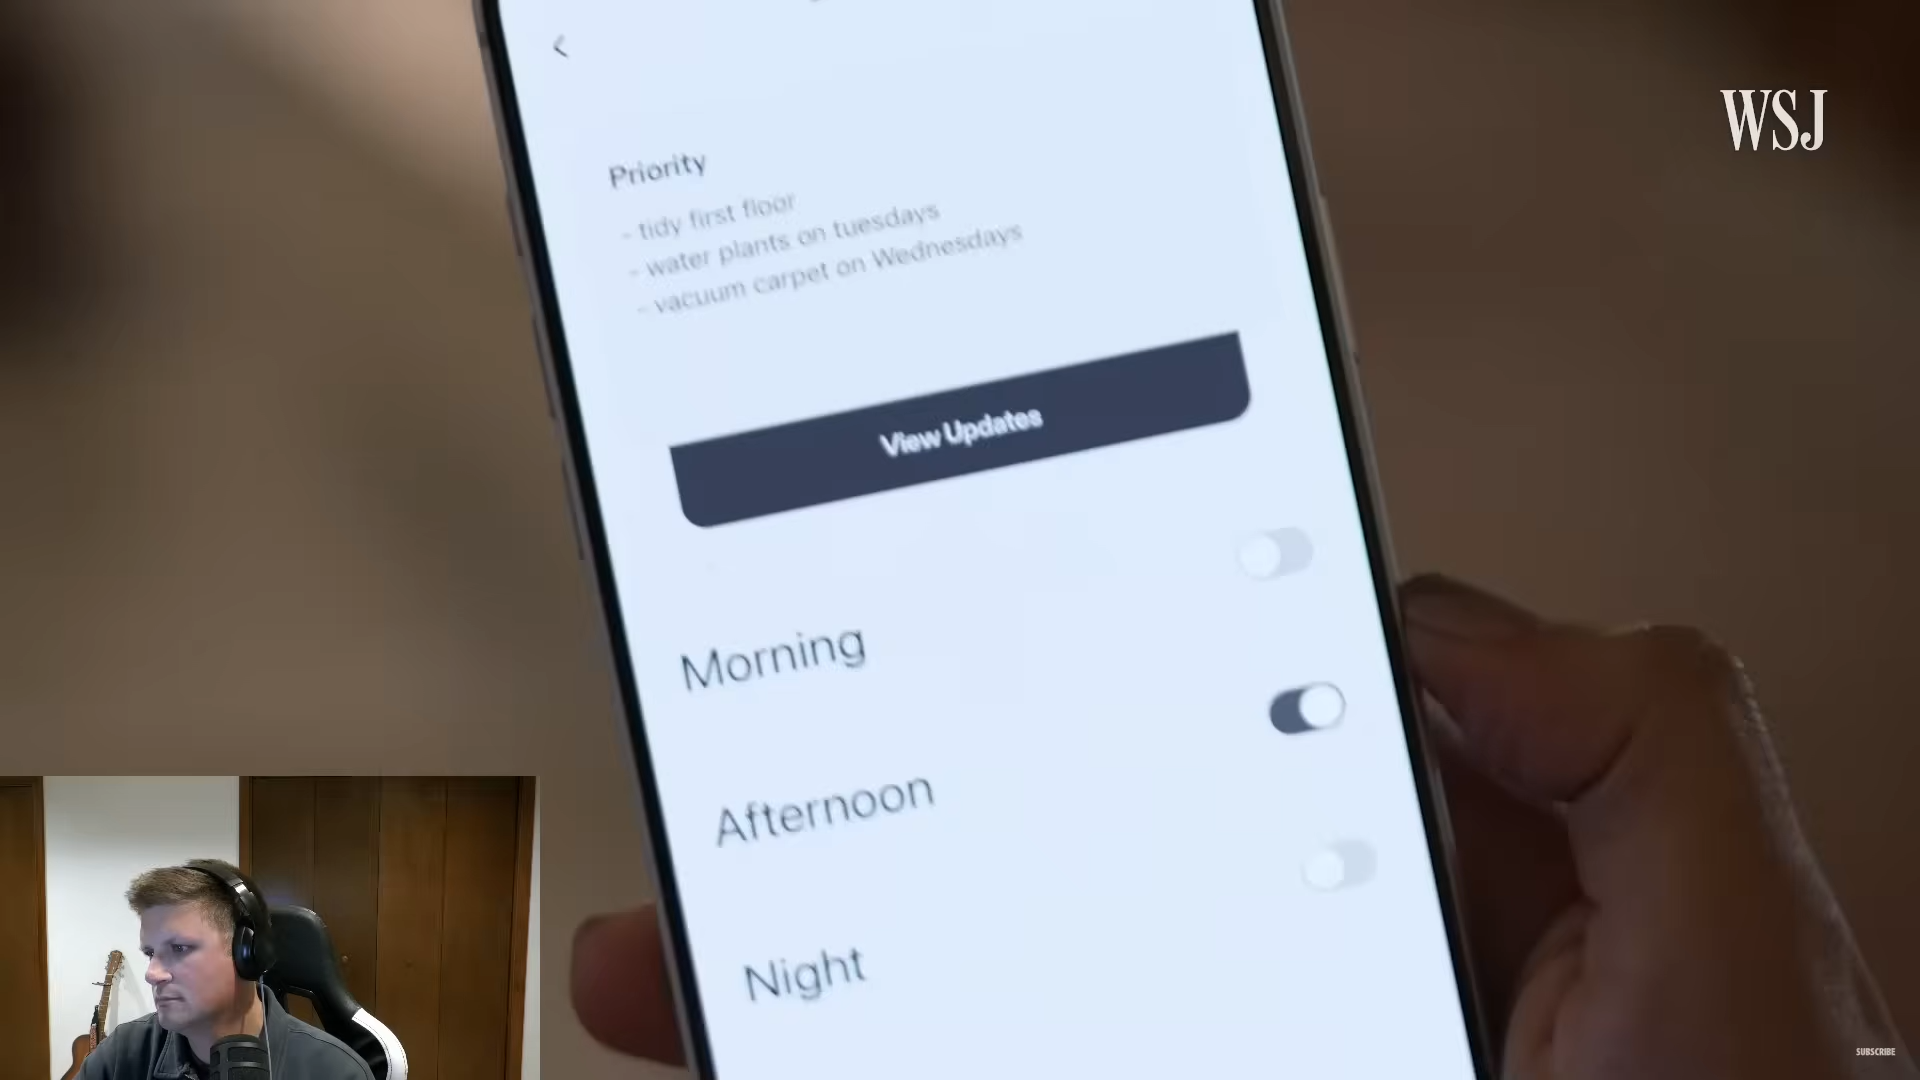 WSJ
Priority
- tidy first floor
- water plants on tuesdays
- vacuum carpet on Wednesdays
View Updates
Morning
Afternoon
Night
SUBSCRIBE